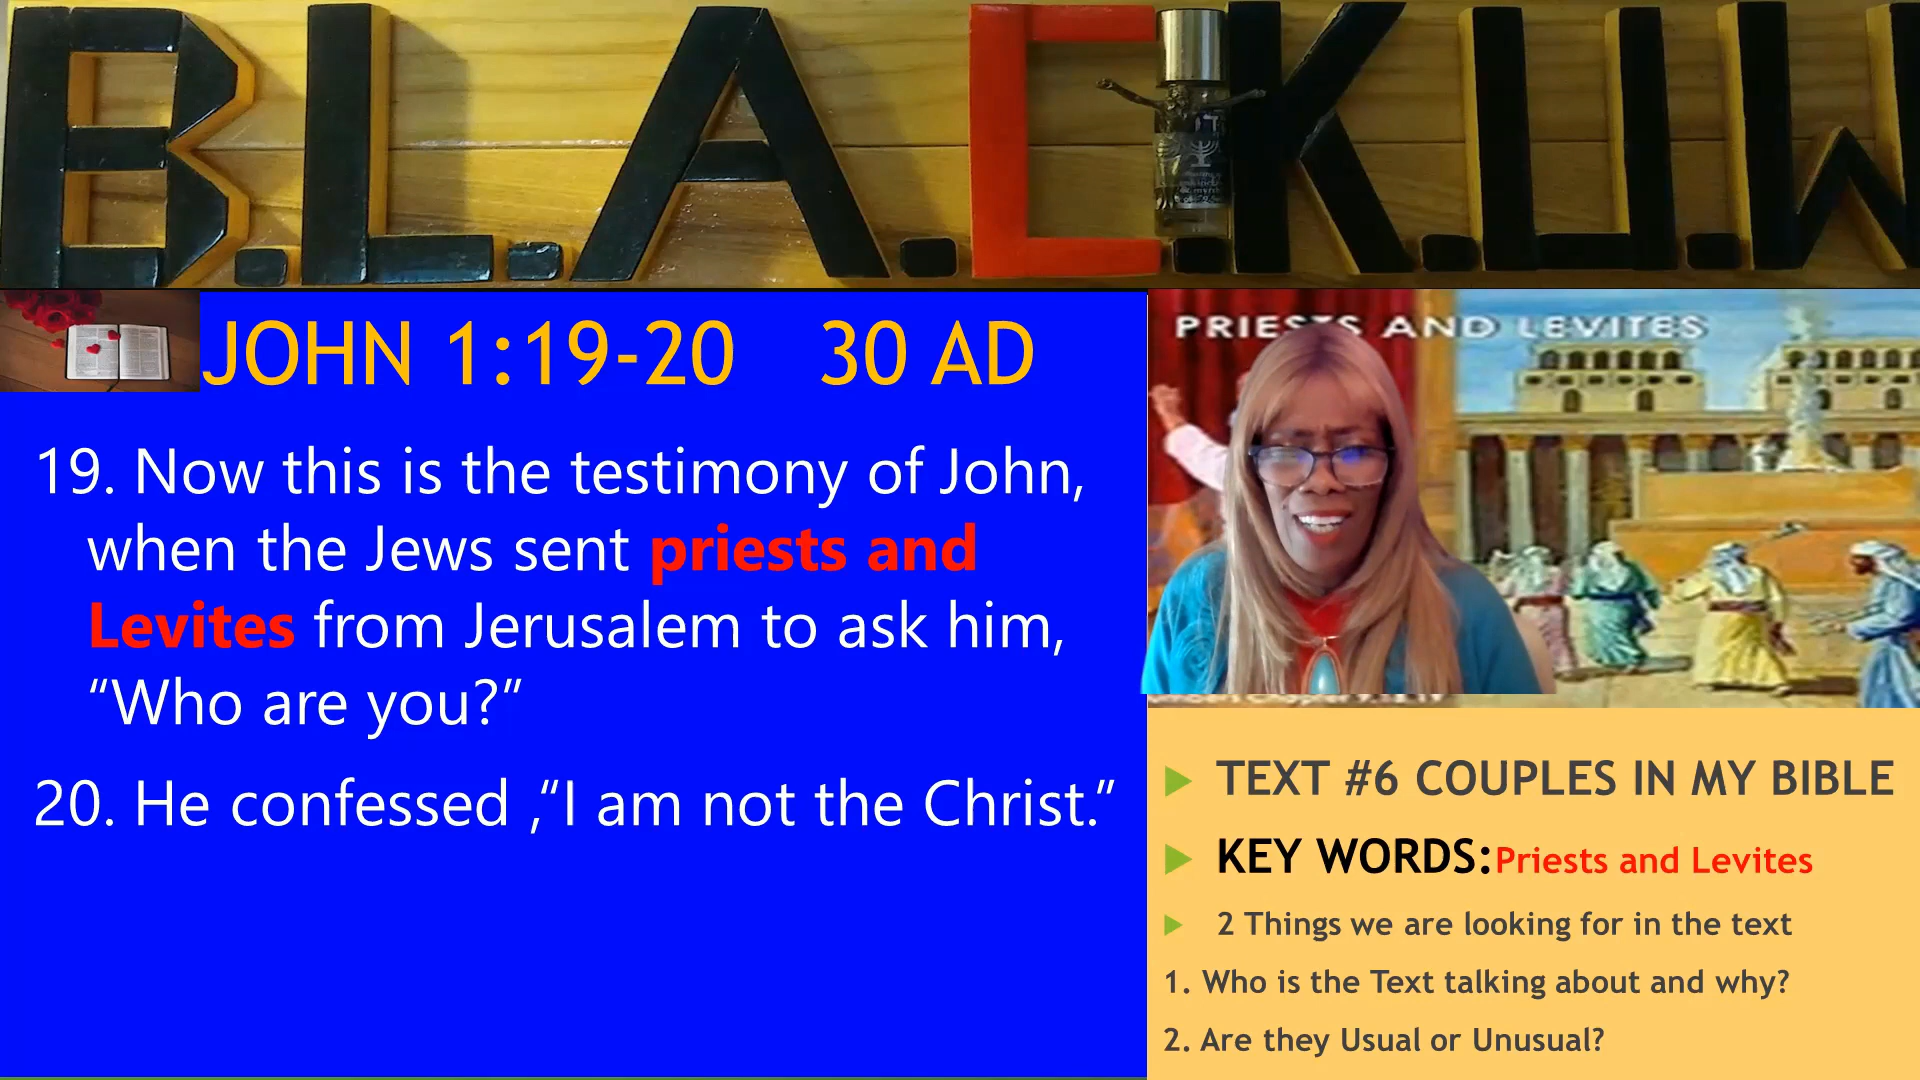 B.L.A.C.K.U.W
JOHN 1:19-20 30 AD
19. Now this is the testimony of John,
when the Jews sent priests and
Levites from Jerusalem to ask him,
“Who are you?”
20. He confessed ,“I am not the Christ.”
PRIESTS AND LEVITES
TEXT #6 COUPLES IN MY BIBLE
KEY WORDS:Priests and Levites
2 Things we are looking for in the text
1. Who is the Text talking about and why?
2. Are they Usual or Unusual?